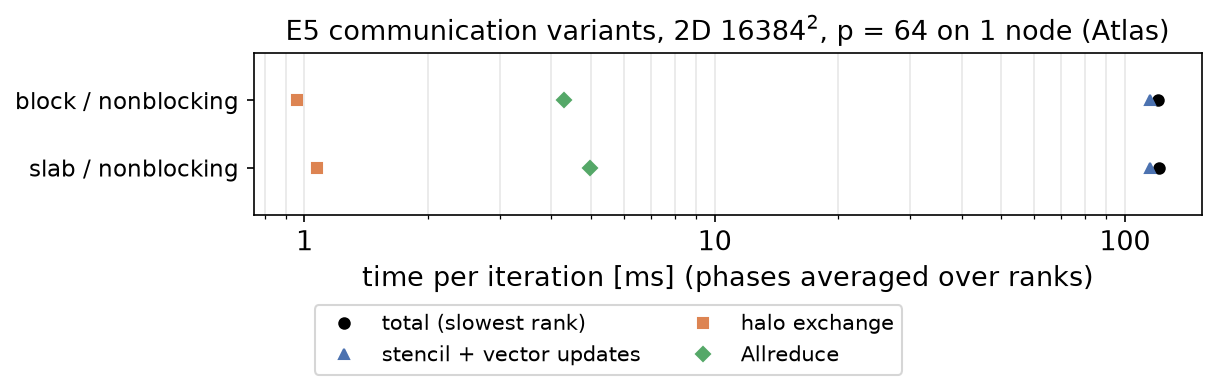 E5 communication variants, 2D 16384², p = 64 on 1 node (Atlas)
block / nonblocking
slab / nonblocking
1 10 100
time per iteration [ms] (phases averaged over ranks)
total (slowest rank) halo exchange
stencil + vector updates Allreduce